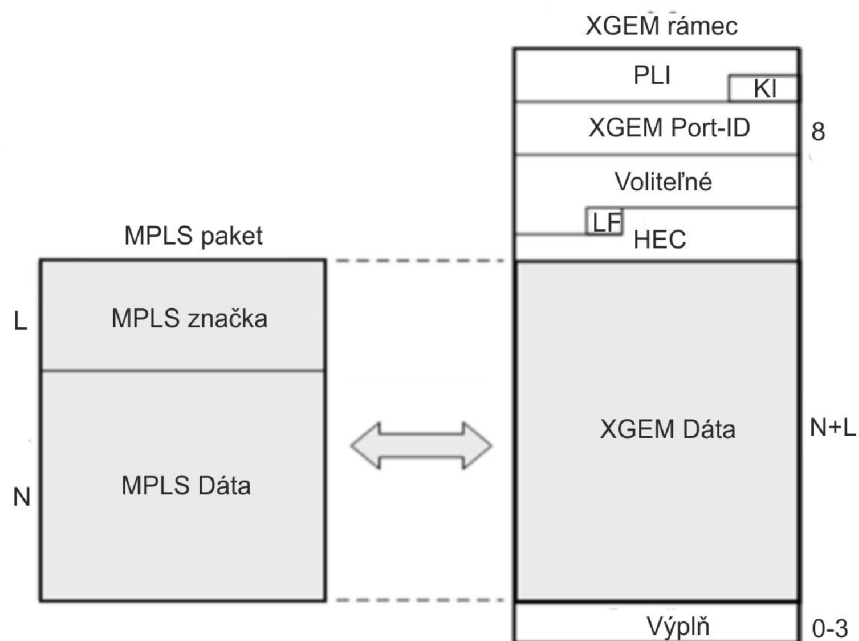 XGEM rámec
PLI
KI
XGEM Port-ID
8
Voliteľné
LF
HEC
MPLS paket
L
MPLS značka
N
MPLS Dáta
XGEM Dáta
N+L
Výplň
0-3